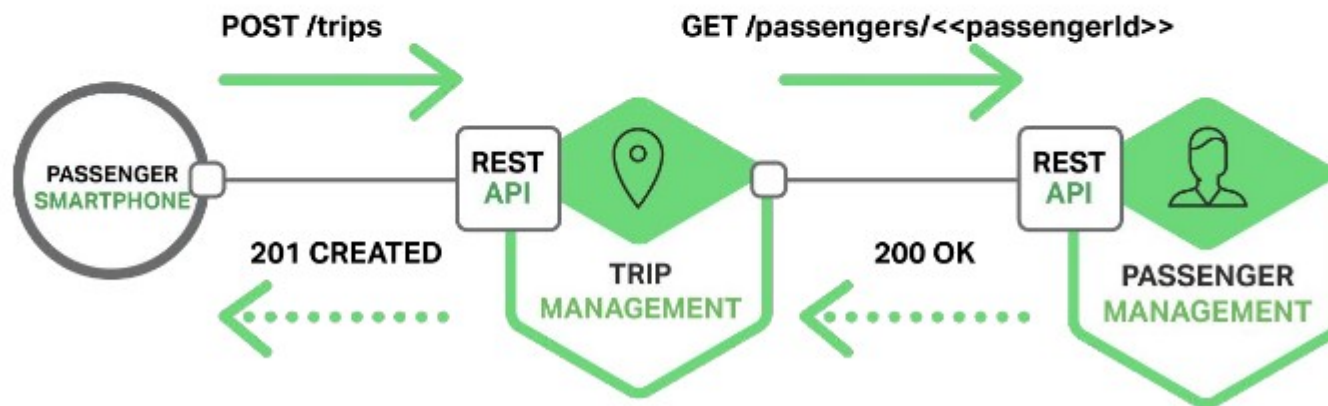 POST /trips
GET /passengers/<<passengerId>>
PASSENGER
SMARTPHONE
REST
API
REST
API
201 CREATED
TRIP
MANAGEMENT
200 OK
PASSENGER
MANAGEMENT